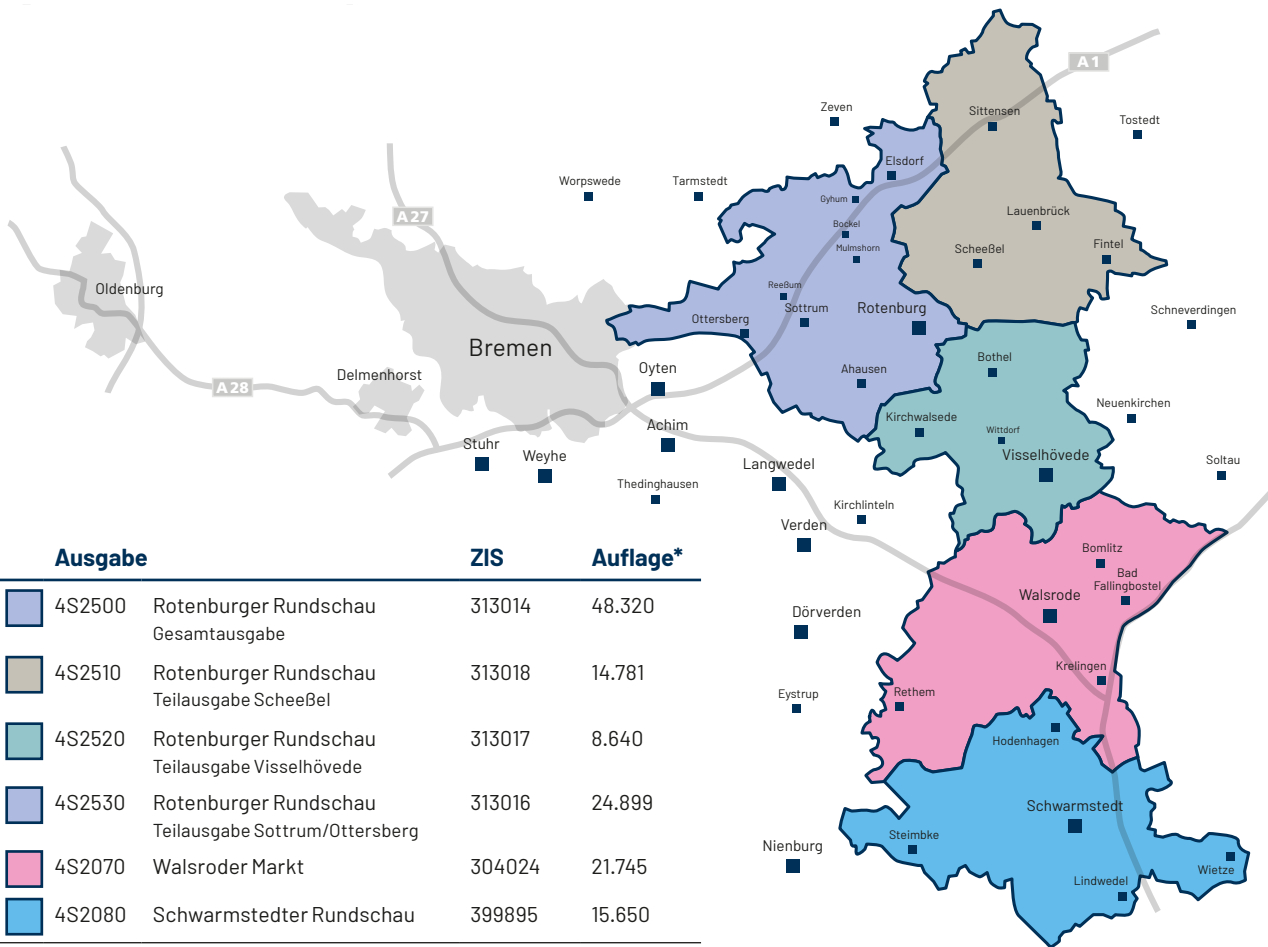 A 1
Zeven
Sittensen
Tostedt
Elsdorf
Worpswede
Tarmstedt
Gyhum
A 27
Lauenbrück
Bockel
Mulmshorn
Scheeßel
Fintel
Oldenburg
Reeßum
Sottrum
Rotenburg
Schneverdingen
Ottersberg
Bremen
Bothel
Delmenhorst
Oyten
Ahausen
A 28
Neuenkirchen
Kirchwalsede
Achim
Wittdorf
Stuhr
Weyhe
Visselhövede
Langwedel
Soltau
Thedinghausen
Kirchlinteln
Verden
Bomlitz
Bad
Fallingbostel
Walsrode
Dörverden
Krelingen
Eystrup
Rethem
Hodenhagen
Schwarmstedt
Steimbke
Nienburg
Wietze
Lindwedel
Ausgabe ZIS Auflage*
4S2500 Rotenburger Rundschau 313014 48.320
Gesamtausgabe
4S2510 Rotenburger Rundschau 313018 14.781
Teilausgabe Scheeßel
4S2520 Rotenburger Rundschau 313017 8.640
Teilausgabe Visselhövede
4S2530 Rotenburger Rundschau 313016 24.899
Teilausgabe Sottrum/Ottersberg
4S2070 Walsroder Markt 304024 21.745
4S2080 Schwarmstedter Rundschau 399895 15.650